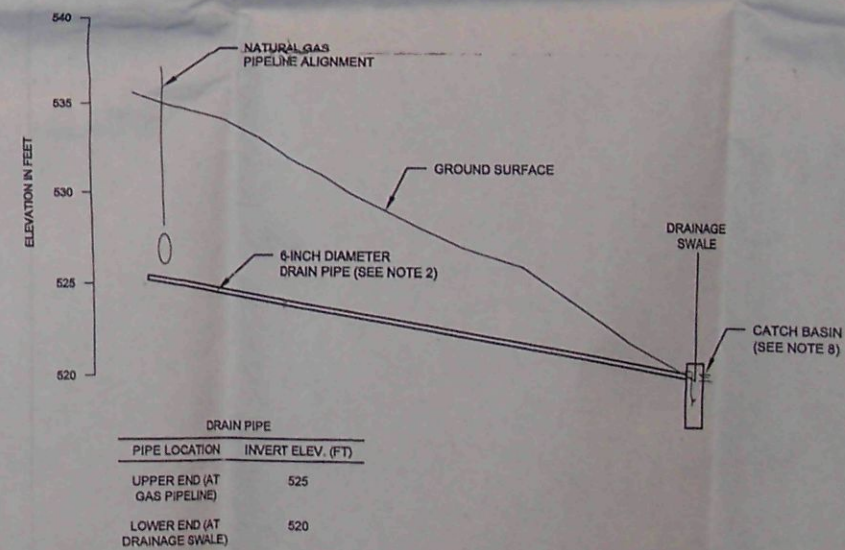 540
NATURAL GAS
PIPELINE ALIGNMENT
535
ELEVATION IN FEET
GROUND SURFACE
530
DRAINAGE
SWALE
6-INCH DIAMETER
DRAIN PIPE (SEE NOTE 2)
525
CATCH BASIN
(SEE NOTE 8)
520
DRAIN PIPE
PIPE LOCATION INVERT ELEV. (FT)
UPPER END (AT
GAS PIPELINE) 525
LOWER END (AT
DRAINAGE SWALE) 520